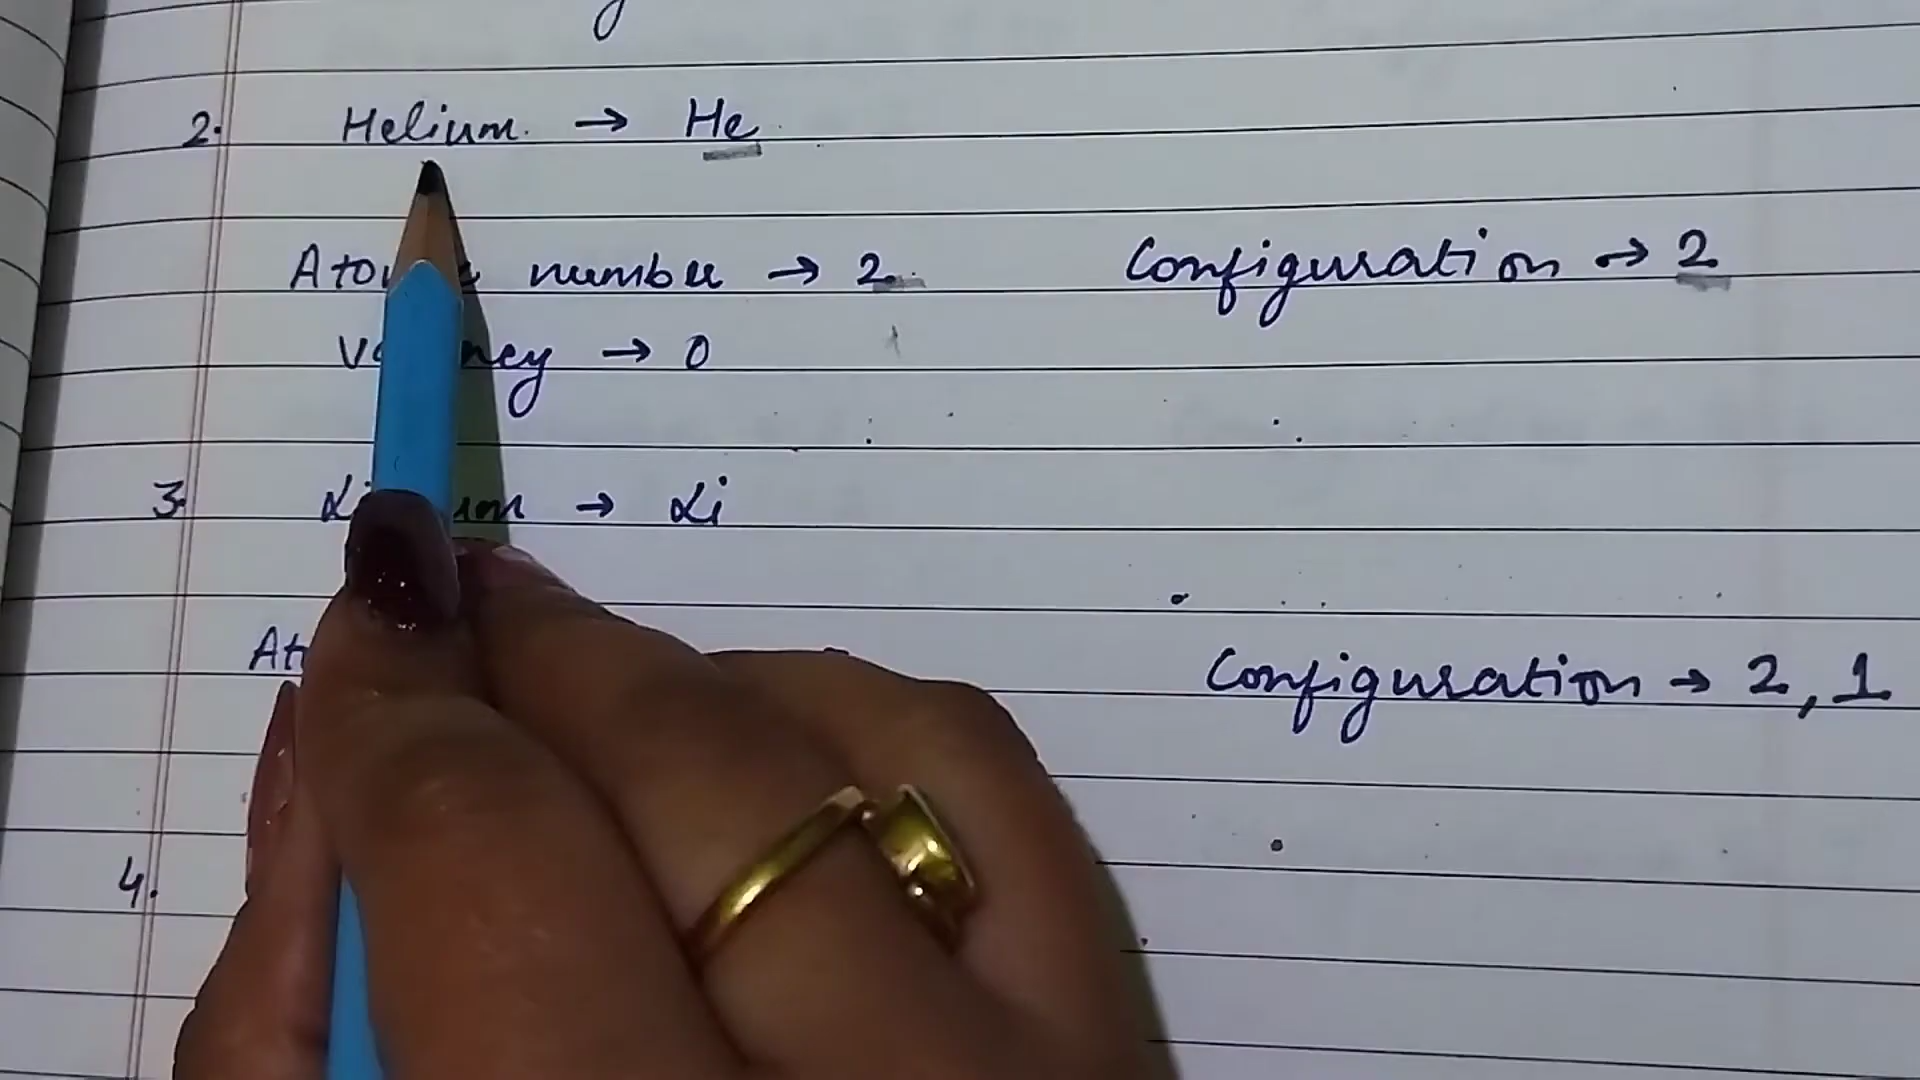 2. Helium. → He
number → 2. Configuration → 2
→ 0
3. → Li
Configuration → 2, 1
4.